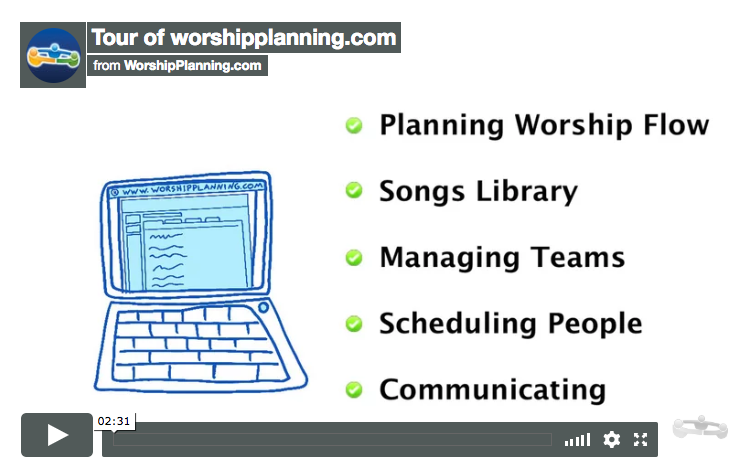 Tour of worshipplanning.com
from WorshipPlanning.com
Planning Worship Flow
WWW.WORSHIPPLANNING.COM
Songs Library
Managing Teams
Scheduling People
Communicating
02:31